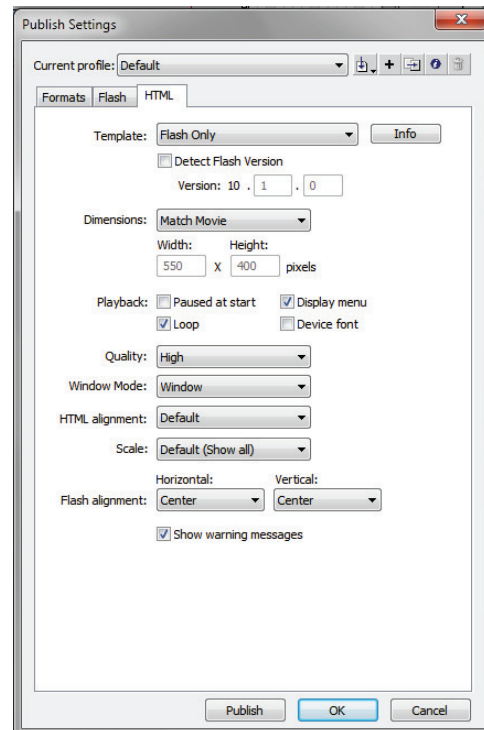 Publish Settings
Current profile: Default
Formats Flash HTML
Template: Flash Only Info
Detect Flash Version
Version: 10 . 1 . 0
Dimensions: Match Movie
Width: Height:
550 X 400 pixels
Playback: Paused at start Display menu
Loop Device font
Quality: High
Window Mode: Window
HTML alignment: Default
Scale: Default (Show all)
Horizontal: Vertical:
Flash alignment: Center Center
Show warning messages
Publish OK Cancel